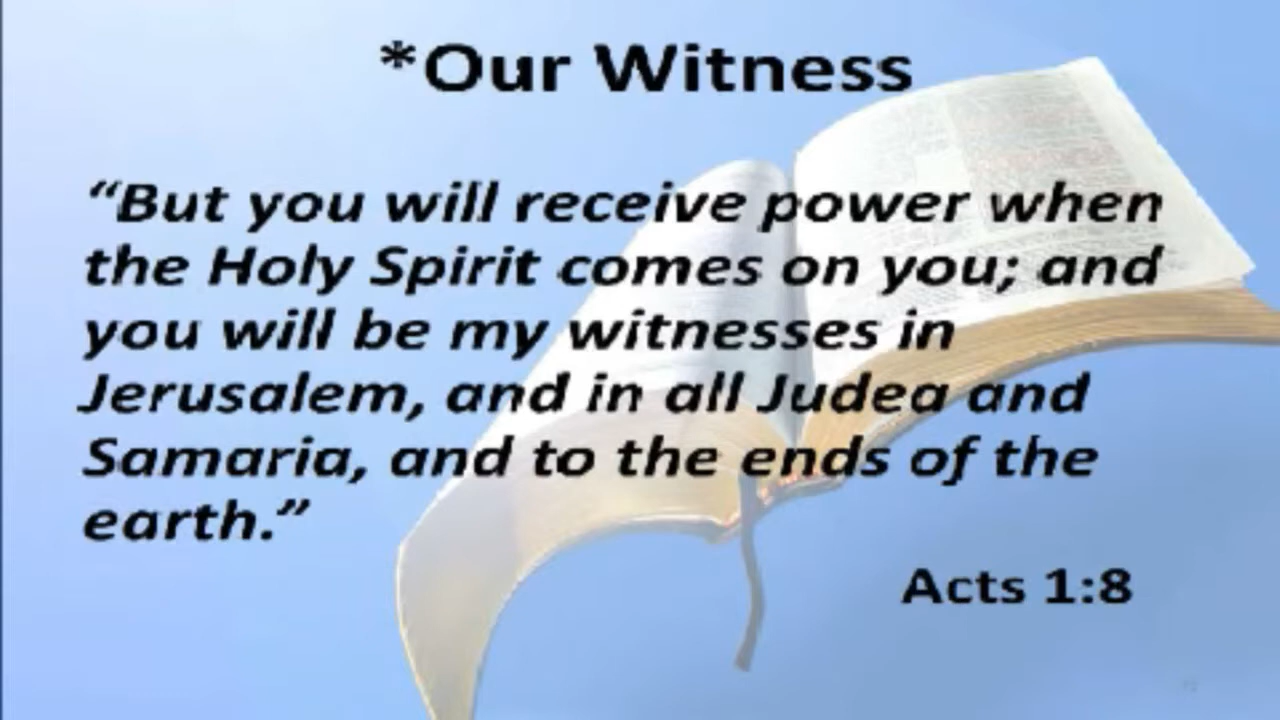 *Our Witness
“But you will receive power when
the Holy Spirit comes on you; and
you will be my witnesses in
Jerusalem, and in all Judea and
Samaria, and to the ends of the
earth.”
Acts 1:8